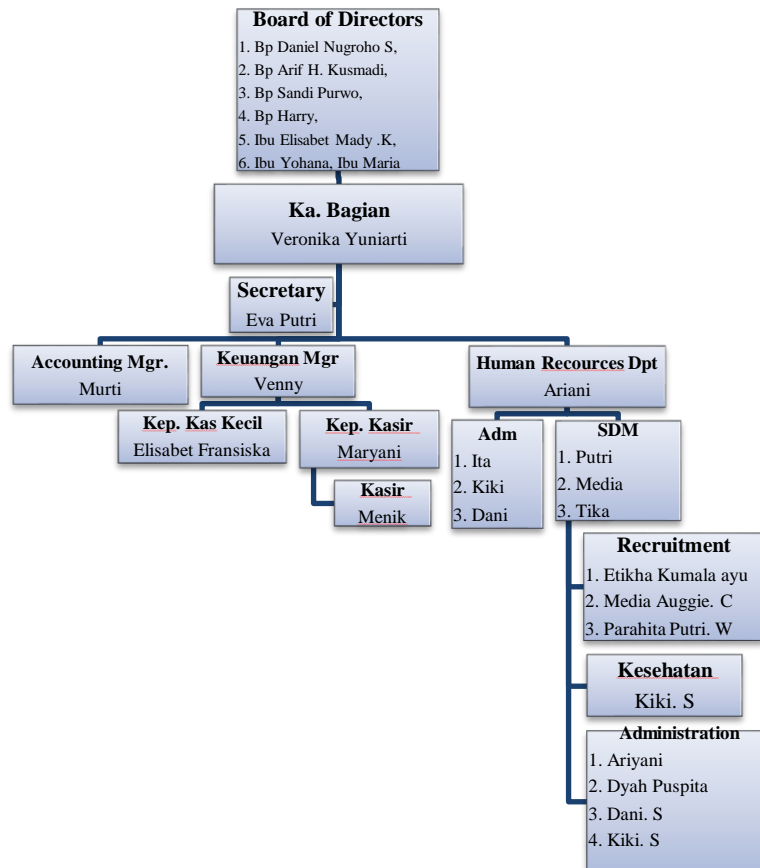 Board of Directors
1. Bp Daniel Nugroho S,
2. Bp Arif H. Kusmadi,
3. Bp Sandi Purwo,
4. Bp Harry,
5. Ibu Elisabet Mady .K,
6. Ibu Yohana, Ibu Maria
Ka. Bagian
Veronika Yuniarti
Secretary
Eva Putri
Accounting Mgr.
Murti
Keuangan Mgr
Venny
Human Recources Dpt
Ariani
Kep. Kas Kecil
Elisabet Fransiska
Kep. Kasir
Maryani
Kasir
Menik
Adm
1. Ita
2. Kiki
3. Dani
SDM
1. Putri
2. Media
3. Tika
Recruitment
1. Etikha Kumala ayu
2. Media Auggie. C
3. Parahita Putri. W
Kesehatan
Kiki. S
Administration
1. Ariyani
2. Dyah Puspita
3. Dani. S
4. Kiki. S